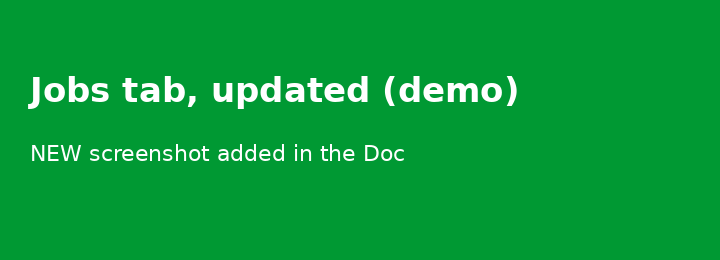 Jobs tab, updated (demo)
NEW screenshot added in the Doc